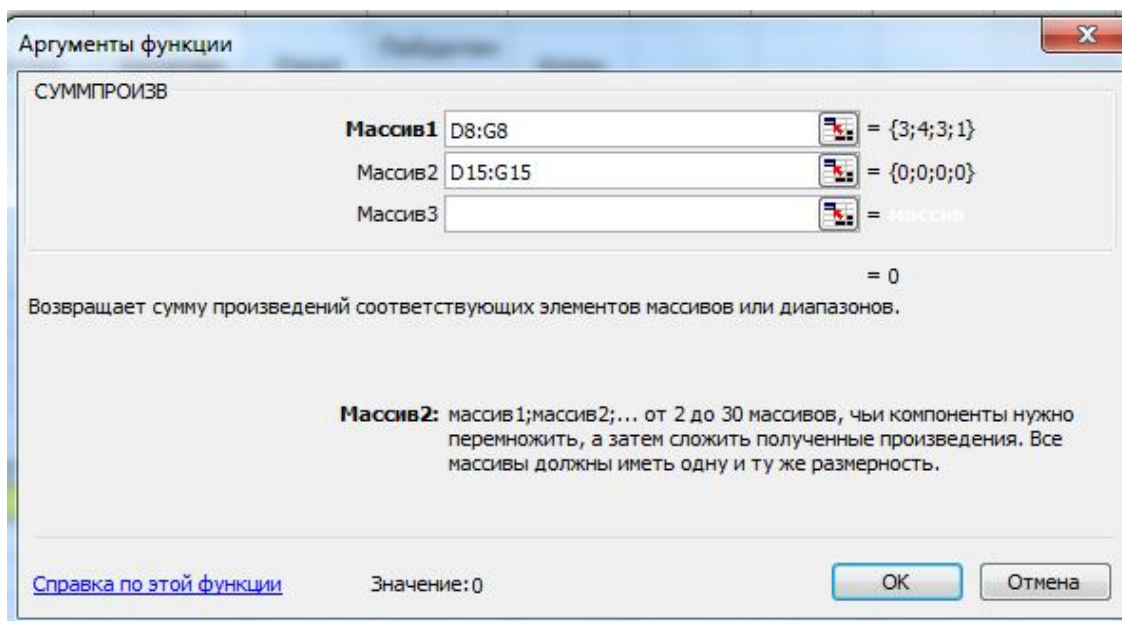 Аргументы функции
СУММПРОИЗВ
Массив1 D8:G8 = {3;4;3;1}
Массив2 D15:G15 = {0;0;0;0}
Массив3 = массив
= 0
Возвращает сумму произведений соответствующих элементов массивов или диапазонов.
Массив2: массив1;массив2;... от 2 до 30 массивов, чьи компоненты нужно
перемножить, а затем сложить полученные произведения. Все
массивы должны иметь одну и ту же размерность.
Справка по этой функции Значение:0 ОК Отмена